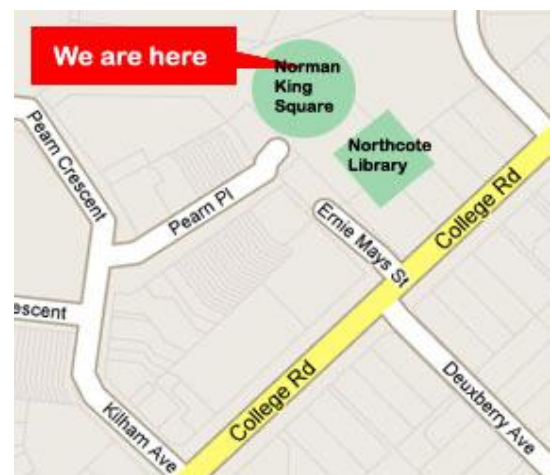 We are here
Norman
King
Square
Northcote
Library
Pearn Crescent
Pearn Pl
Ernie Mays St
College Rd
escent
College Rd
Deuxberry Ave
Kilham Ave